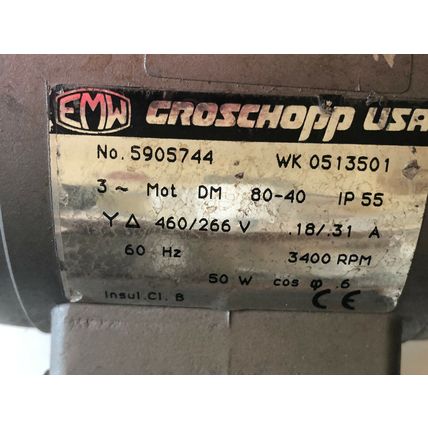 EMW GROSCHOPP USA
No. 5905744 WK 0513501
3 ~ Mot DM 80-40 IP 55
Y Δ 460/266 V .18/.31 A
60 Hz 3400 RPM
50 W cos φ .6
Insul.Cl. B CE